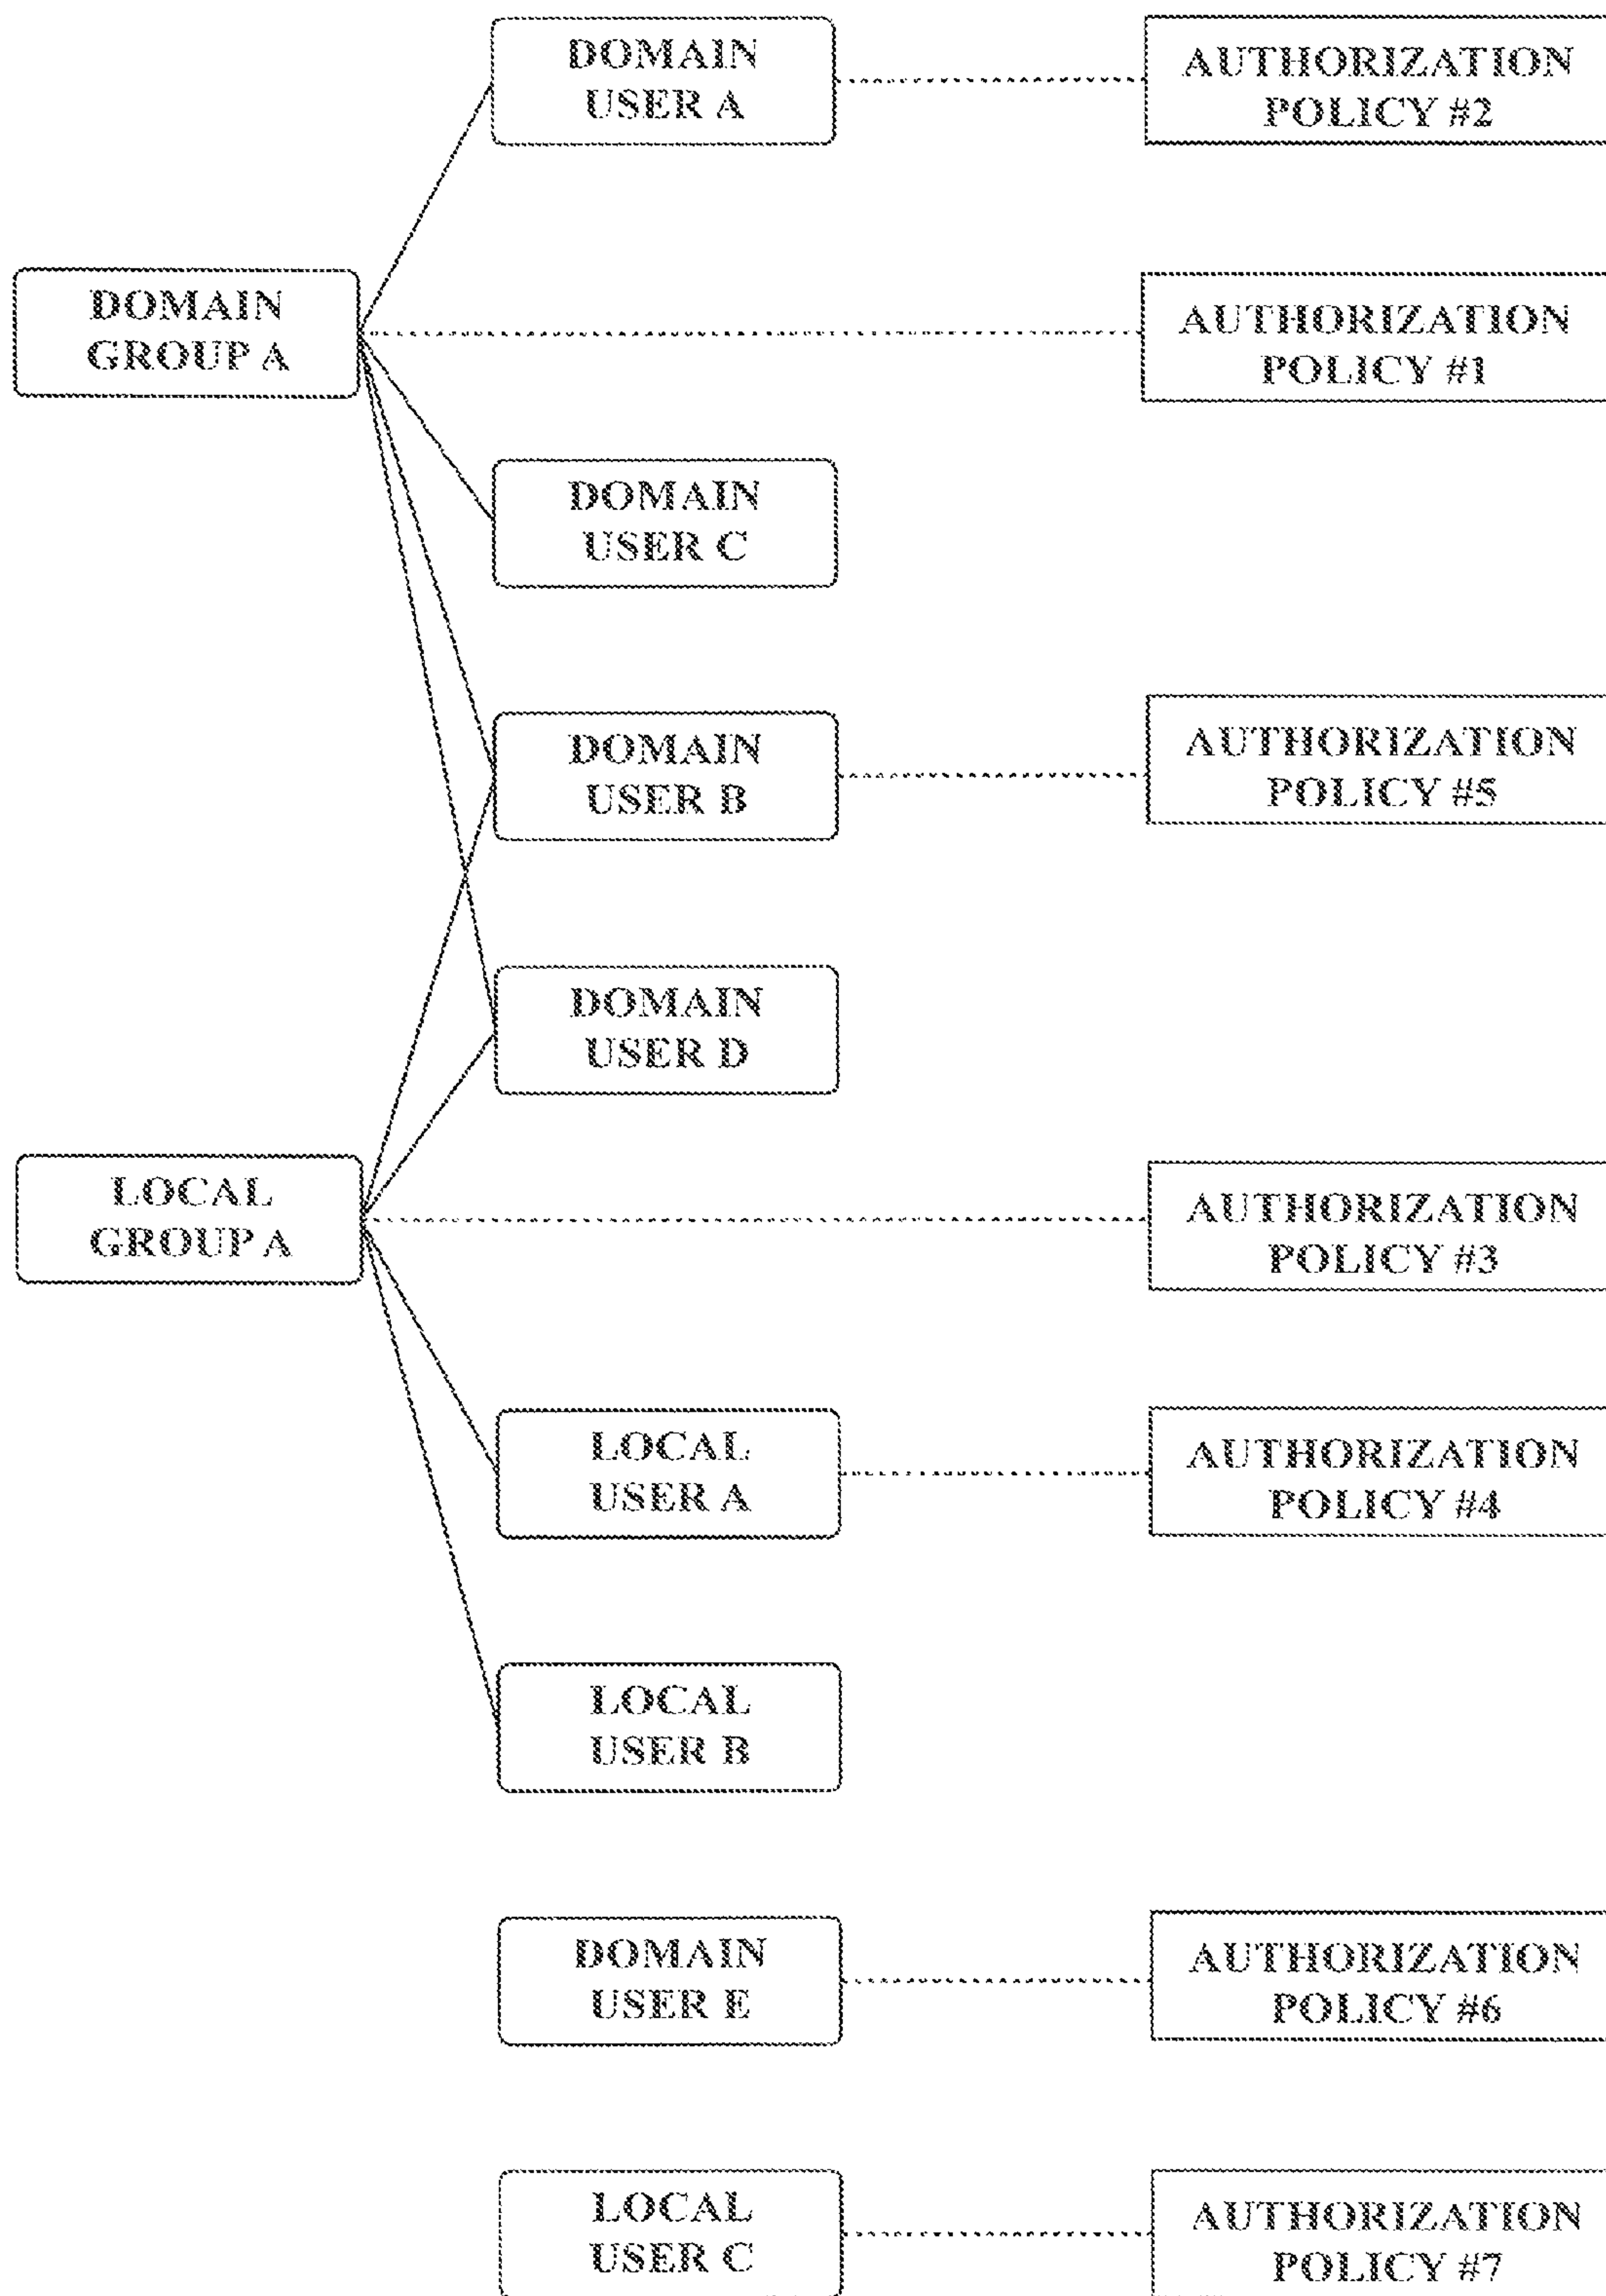 DOMAIN
USER A
AUTHORIZATION
POLICY #2
DOMAIN
GROUP A
AUTHORIZATION
POLICY #1
DOMAIN
USER C
DOMAIN
USER B
AUTHORIZATION
POLICY #5
DOMAIN
USER D
LOCAL
GROUP A
AUTHORIZATION
POLICY #3
LOCAL
USER A
AUTHORIZATION
POLICY #4
LOCAL
USER B
DOMAIN
USER E
AUTHORIZATION
POLICY #6
LOCAL
USER C
AUTHORIZATION
POLICY #7